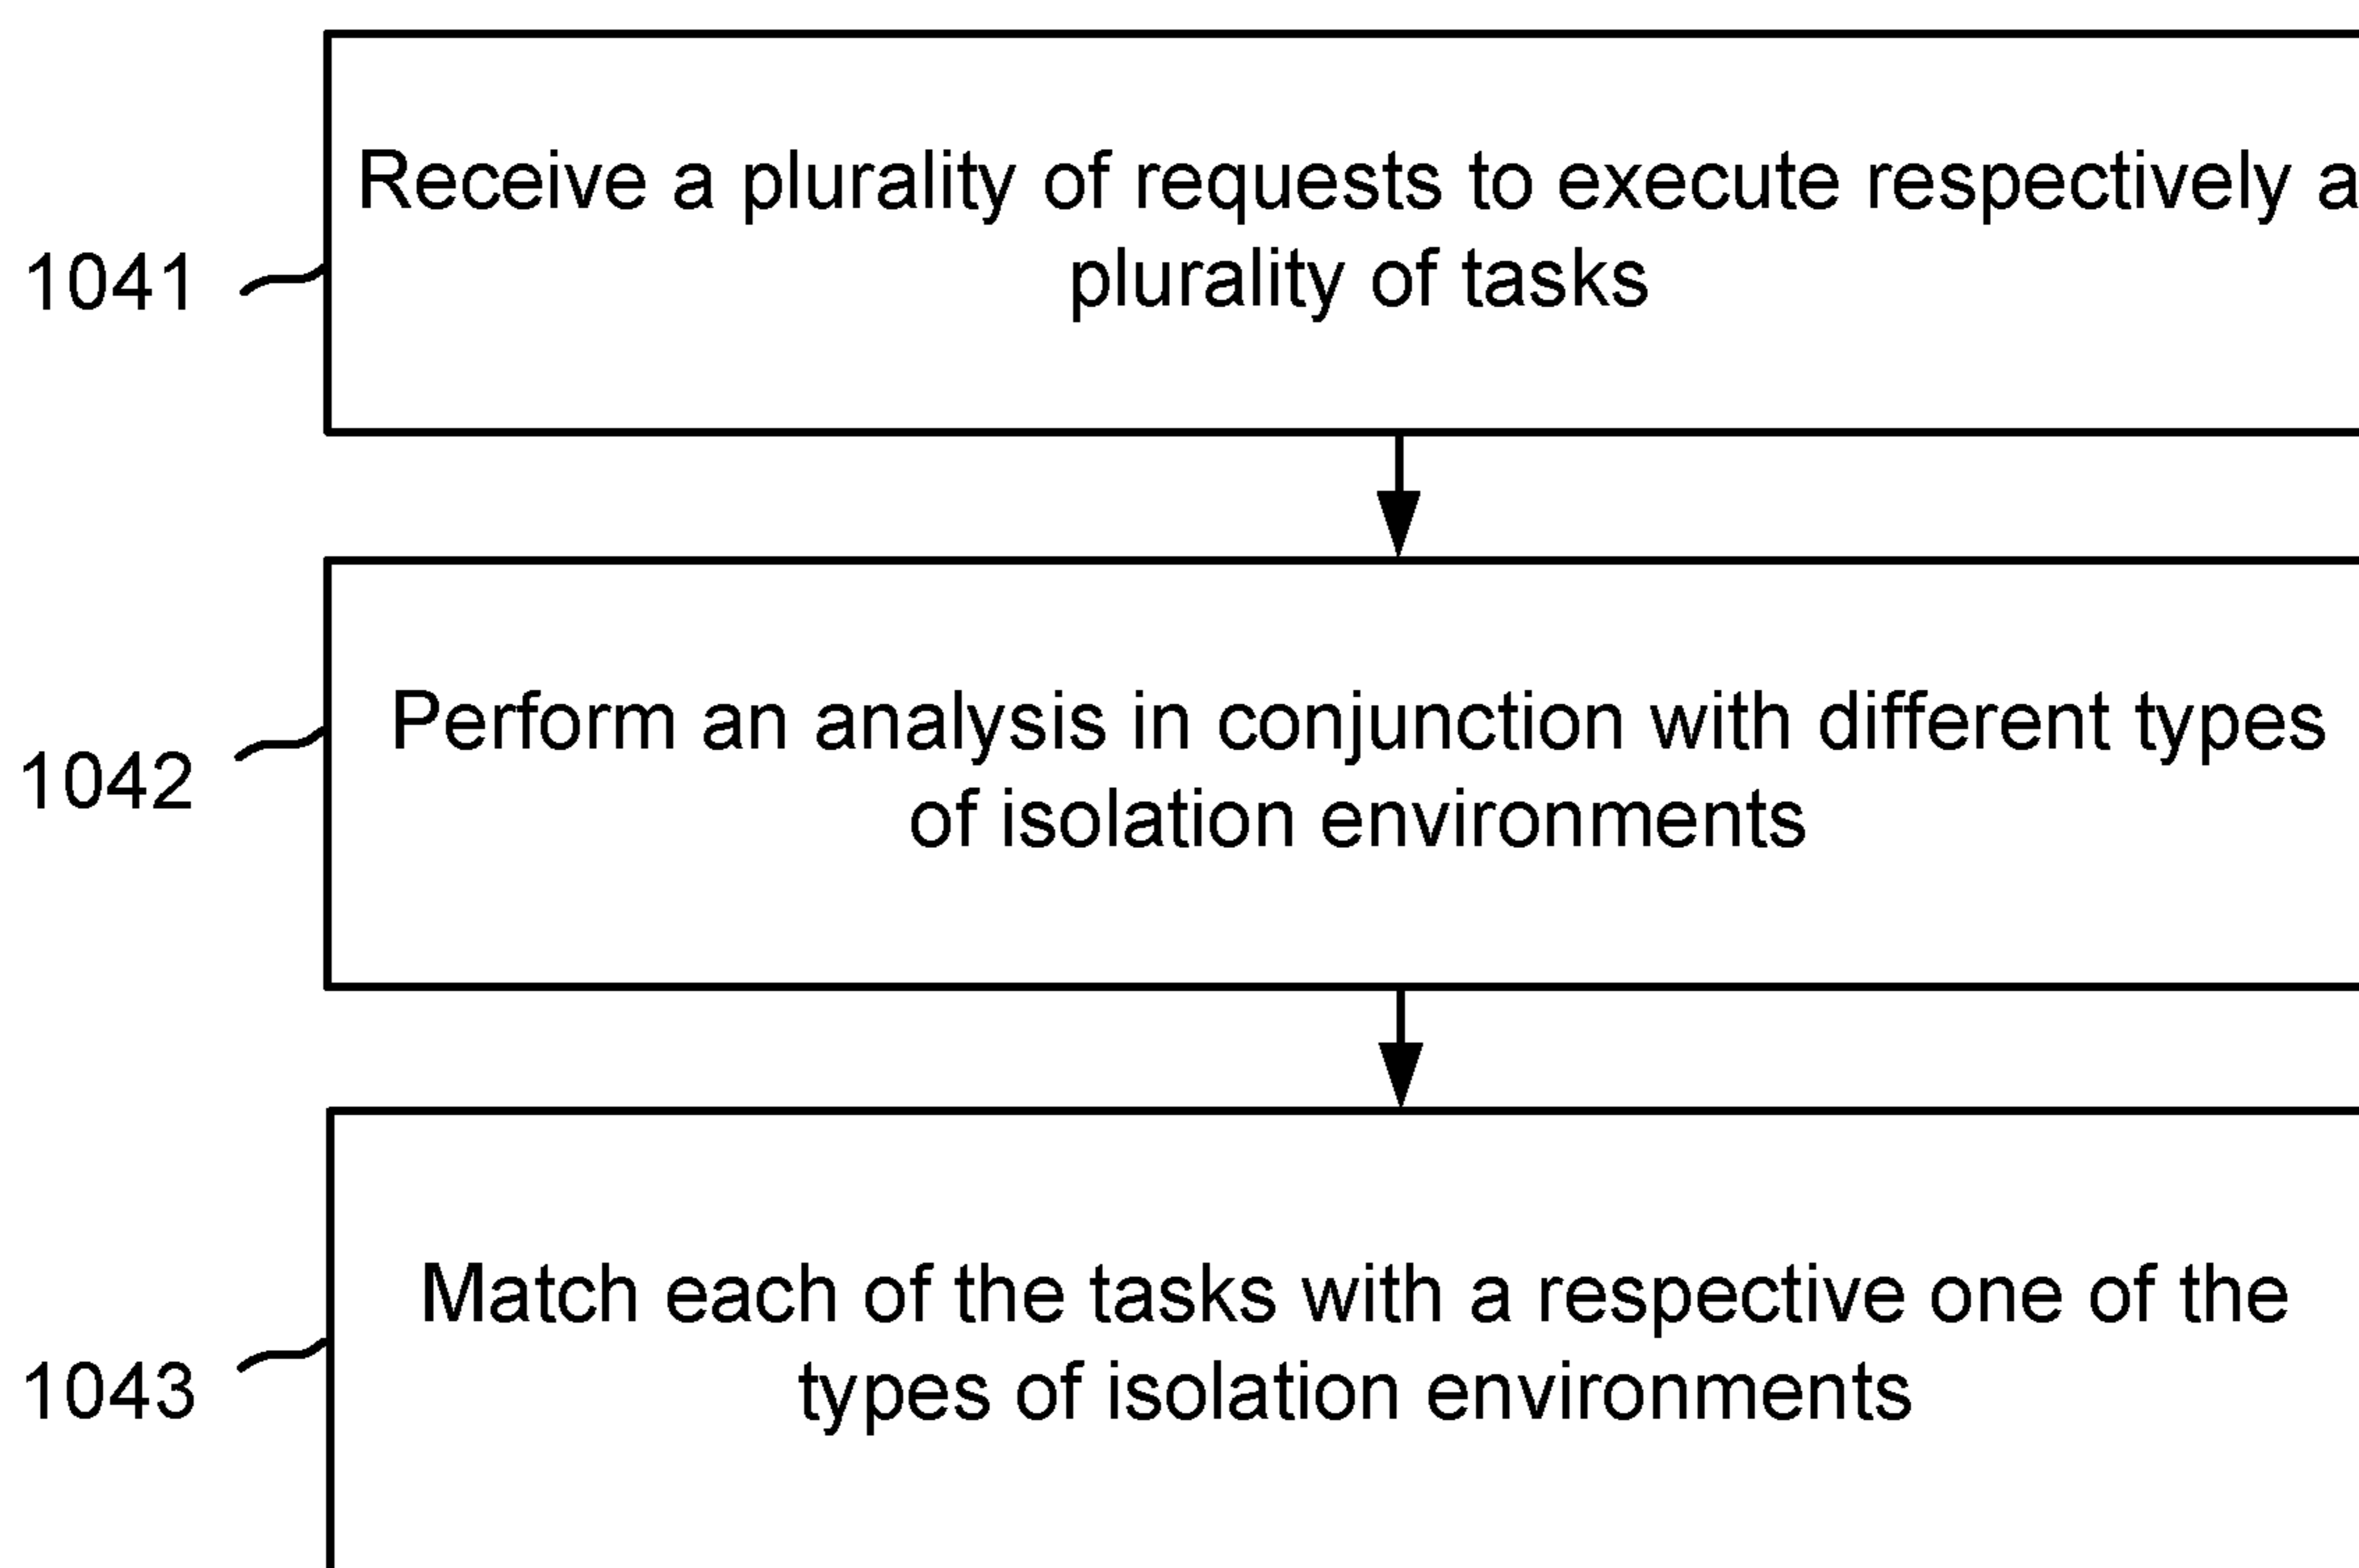 Receive a plurality of requests to execute respectively a
plurality of tasks
1041
Perform an analysis in conjunction with different types
of isolation environments
1042
Match each of the tasks with a respective one of the
types of isolation environments
1043